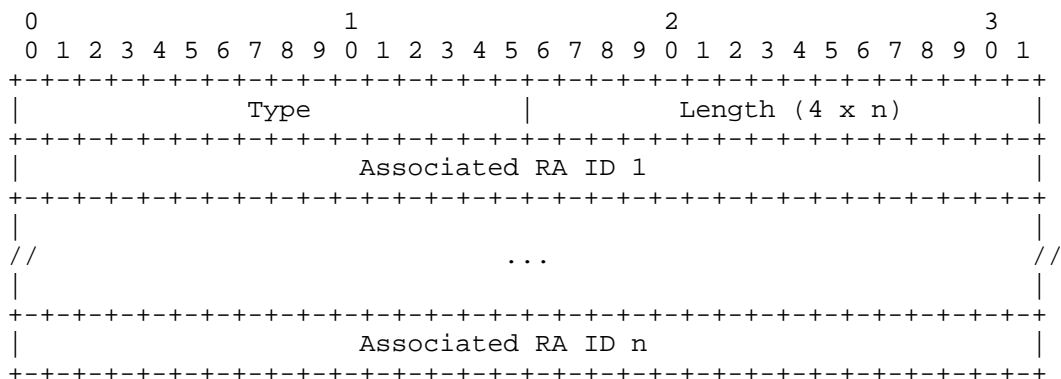 0                   1                   2                   3
 0 1 2 3 4 5 6 7 8 9 0 1 2 3 4 5 6 7 8 9 0 1 2 3 4 5 6 7 8 9 0 1
+-+-+-+-+-+-+-+-+-+-+-+-+-+-+-+-+-+-+-+-+-+-+-+-+-+-+-+-+-+-+-+-+
|              Type             |         Length (4 x n)        |
+-+-+-+-+-+-+-+-+-+-+-+-+-+-+-+-+-+-+-+-+-+-+-+-+-+-+-+-+-+-+-+-+
|                     Associated RA ID 1                        |
+-+-+-+-+-+-+-+-+-+-+-+-+-+-+-+-+-+-+-+-+-+-+-+-+-+-+-+-+-+-+-+-+
|                                                               |
//                             ...                              //
|                                                               |
+-+-+-+-+-+-+-+-+-+-+-+-+-+-+-+-+-+-+-+-+-+-+-+-+-+-+-+-+-+-+-+-+
|                     Associated RA ID n                        |
+-+-+-+-+-+-+-+-+-+-+-+-+-+-+-+-+-+-+-+-+-+-+-+-+-+-+-+-+-+-+-+-+